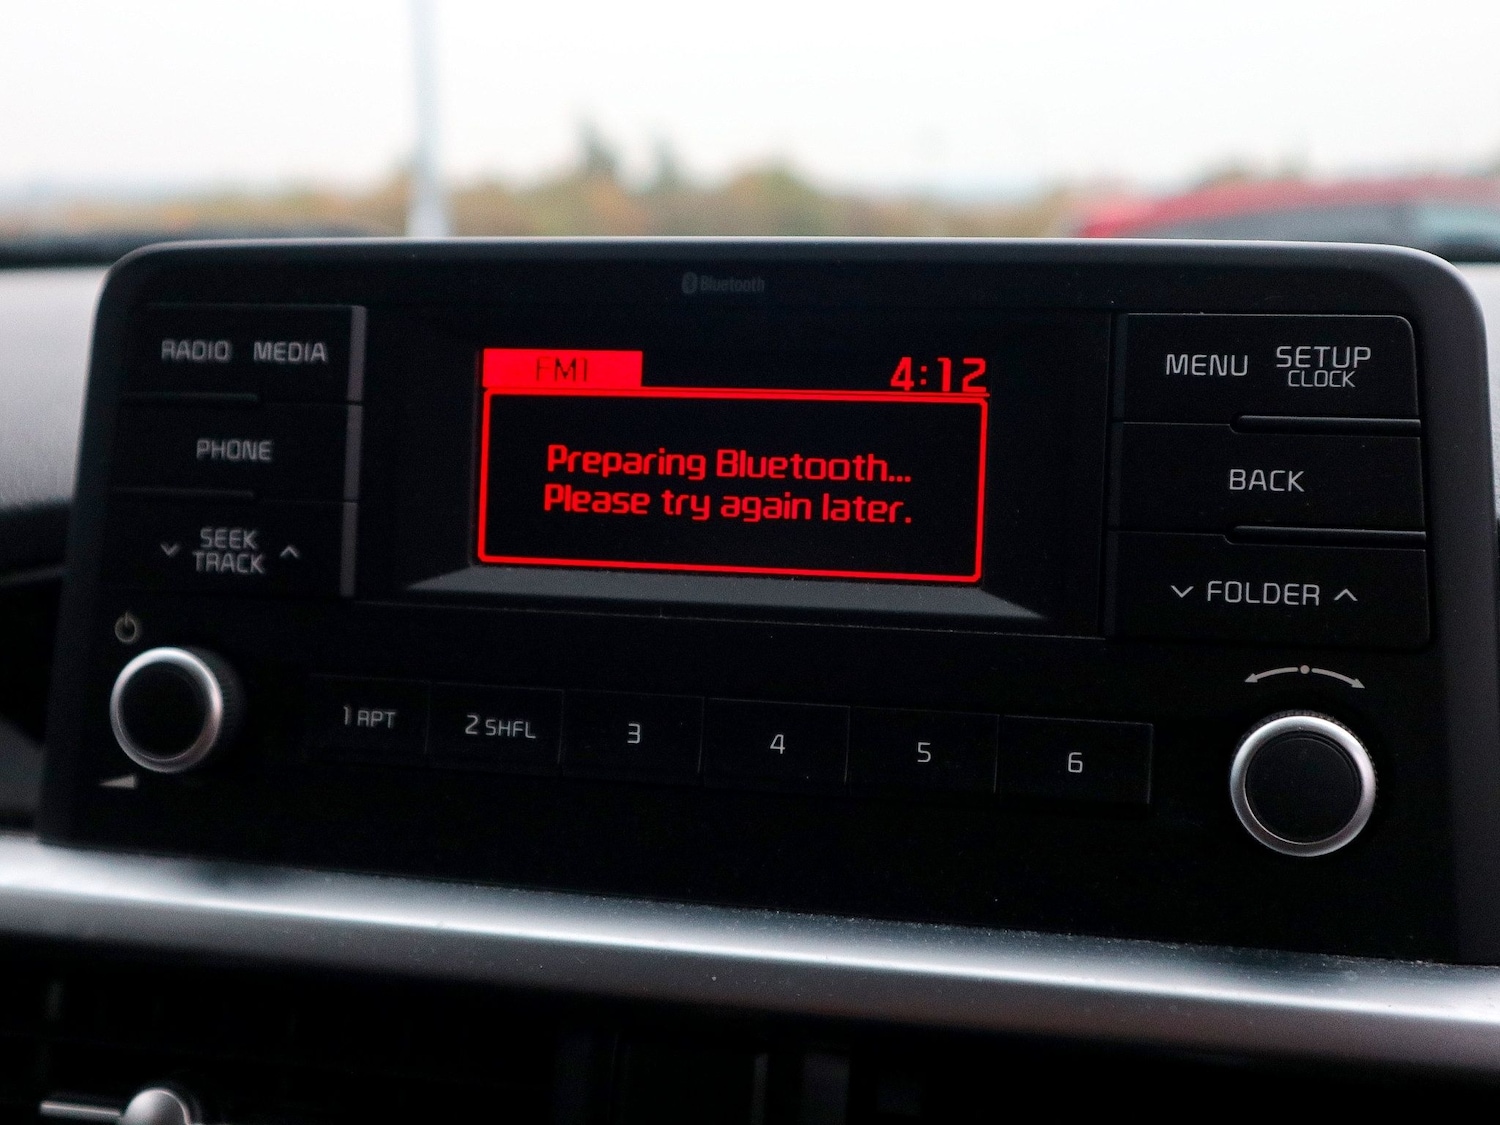 Bluetooth
RADIO MEDIA
FM1
4:12
MENU SETUP
CLOCK
PHONE
Preparing Bluetooth...
Please try again later.
BACK
SEEK
TRACK
FOLDER
1 RPT
2 SHFL
3
4
5
6